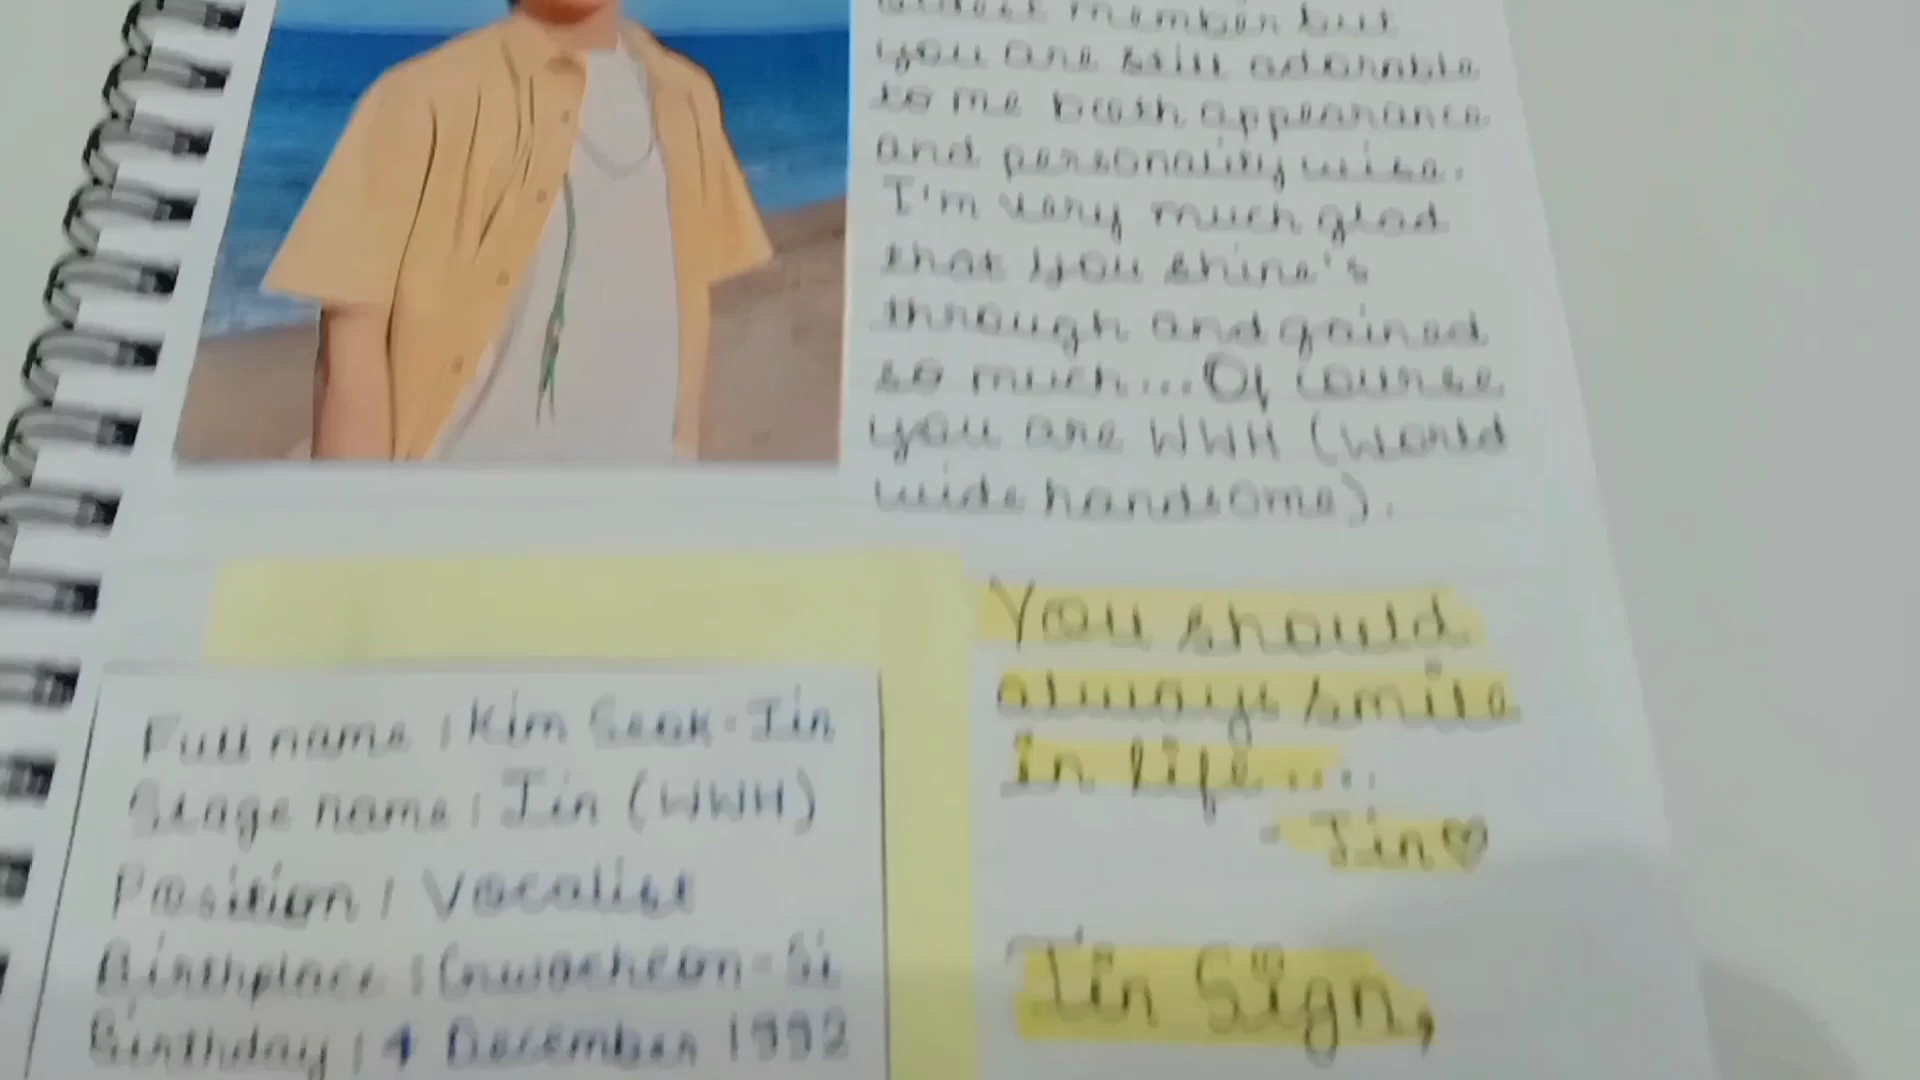 oldest member but
you are still adorable
to me both appearance
and personality wise.
I'm very much glad
that you shine's
through and gained
so much... Of course
you are WWH (World
wide handsome).
You should
always smile
in life....
- Jin♡
Jin Sign,
Full name : Kim Seok-Jin
Stage name : Jin (WWH)
Position : Vocalist
Birthplace : Gwacheon-Si
Birthday : 4 December 1992